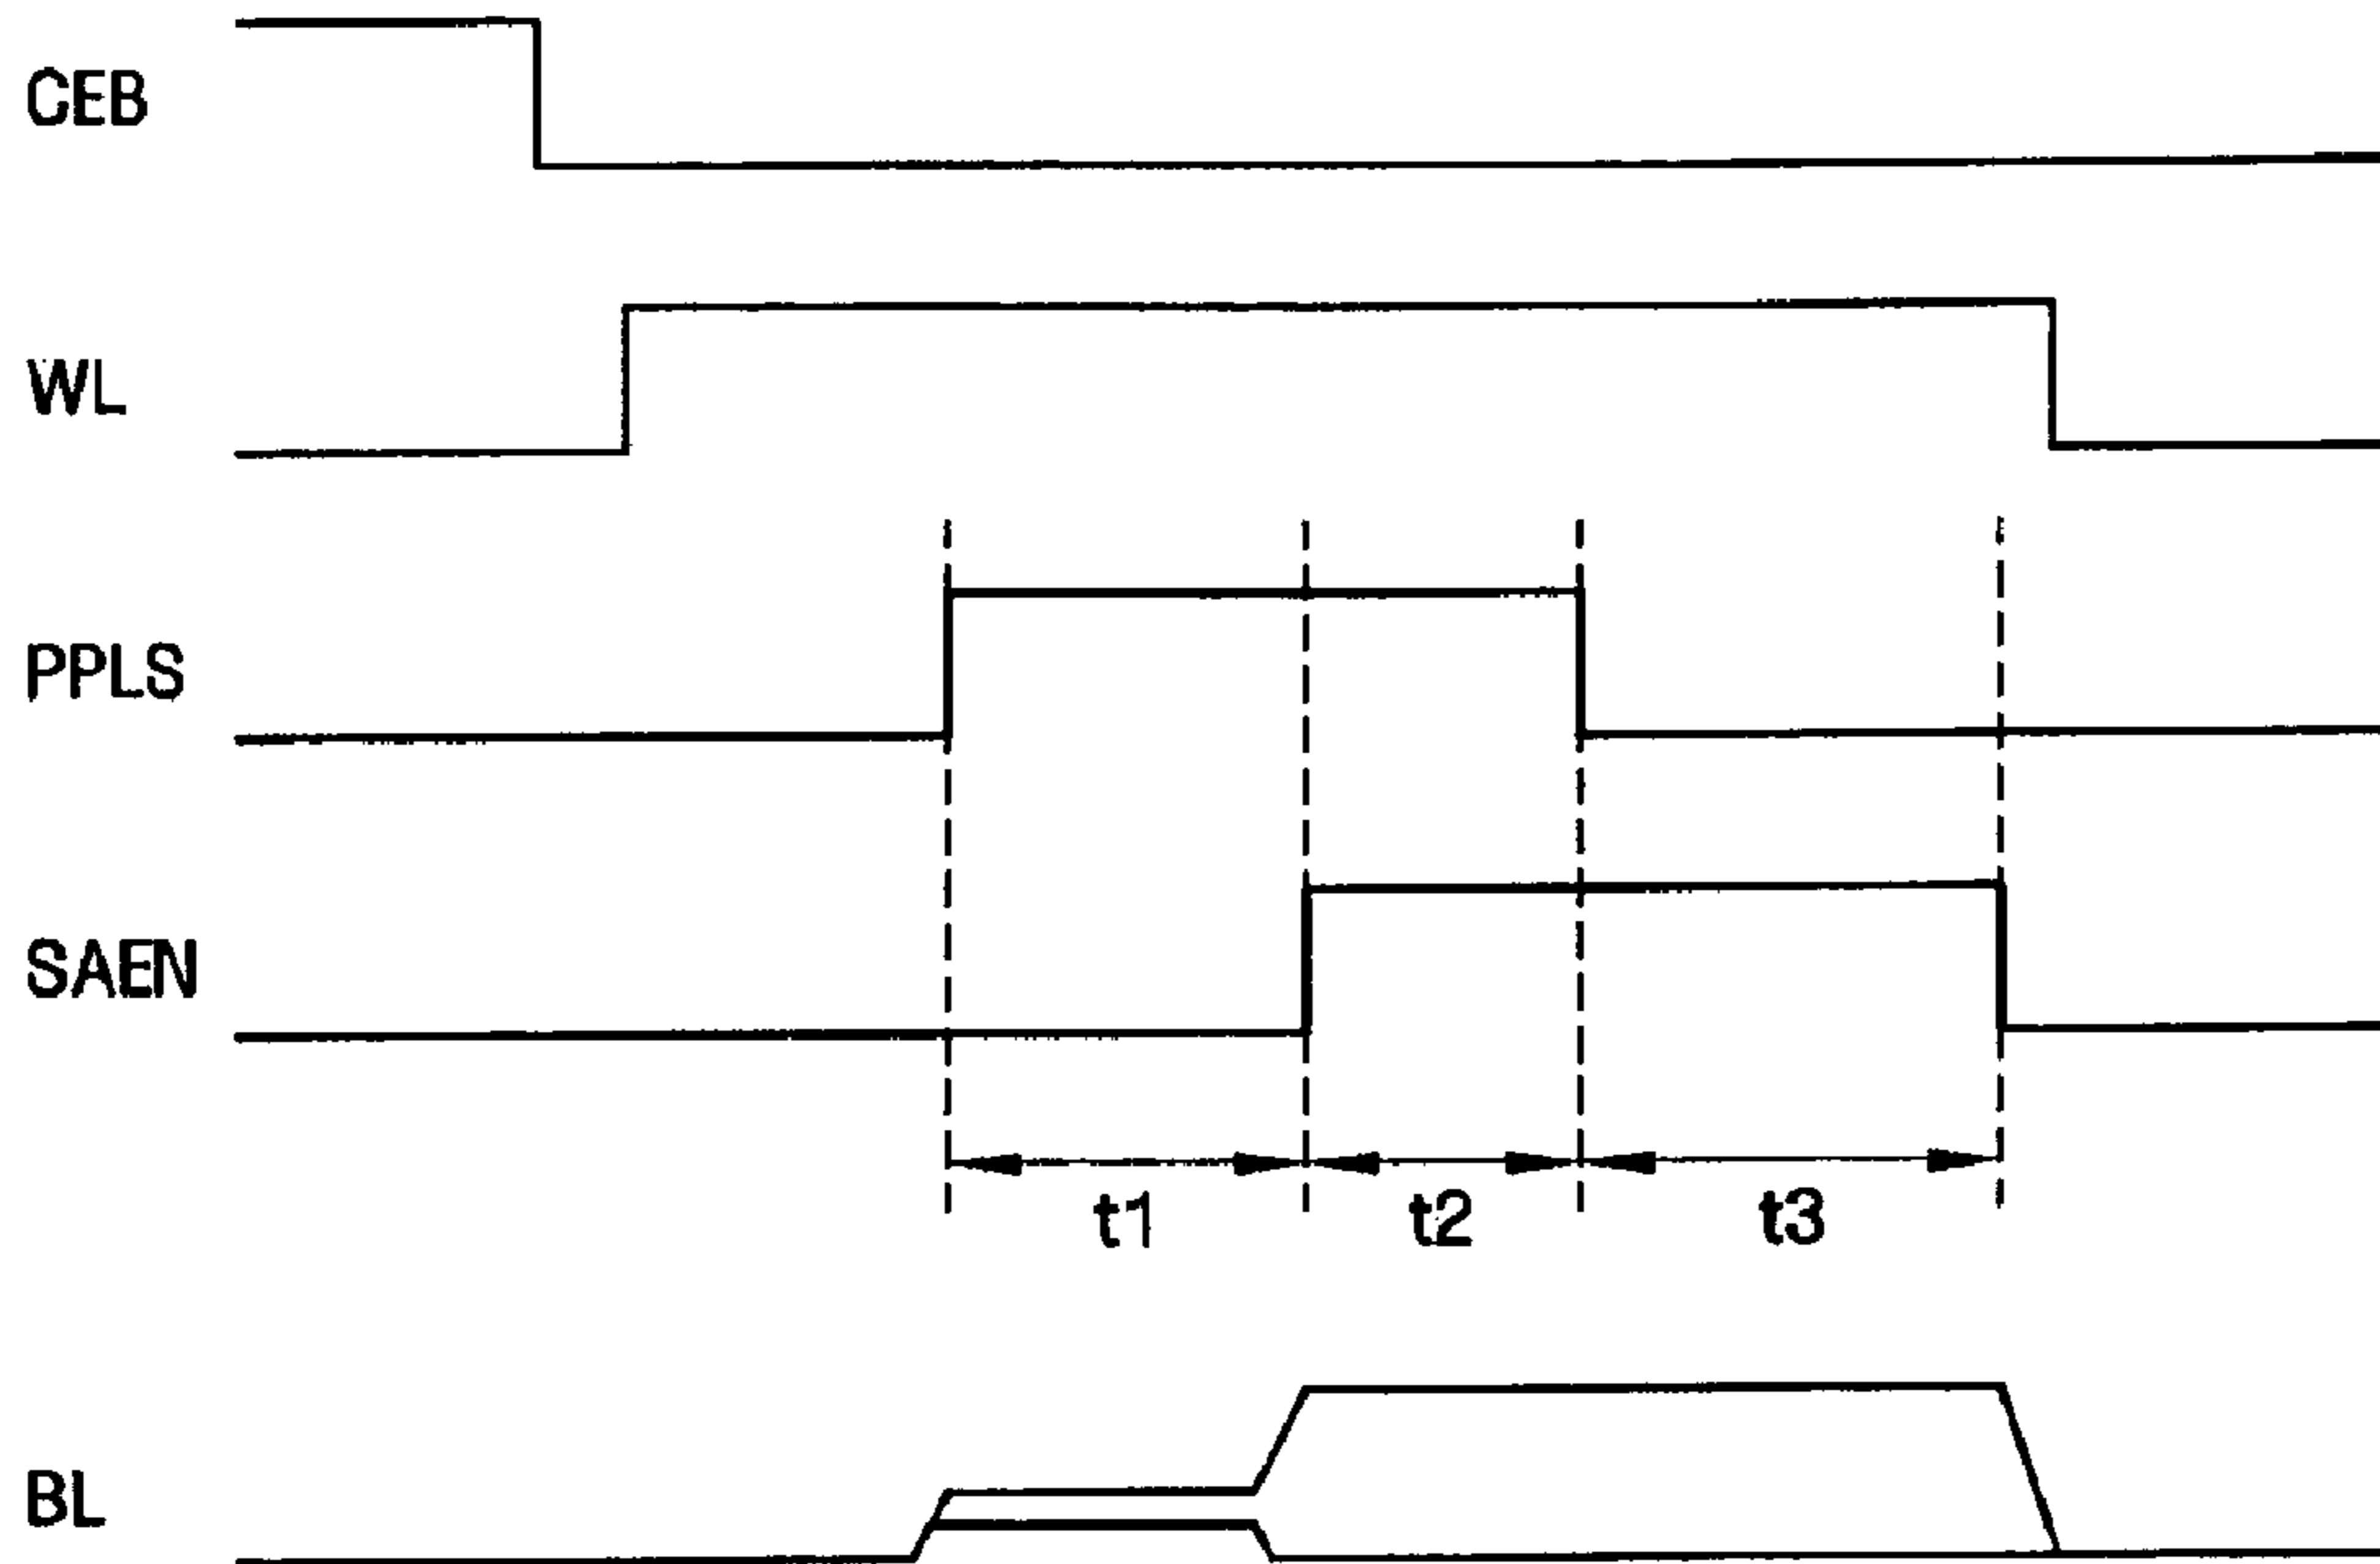 CEB
WL
PPLS
SAEN
t1 t2 t3
BL